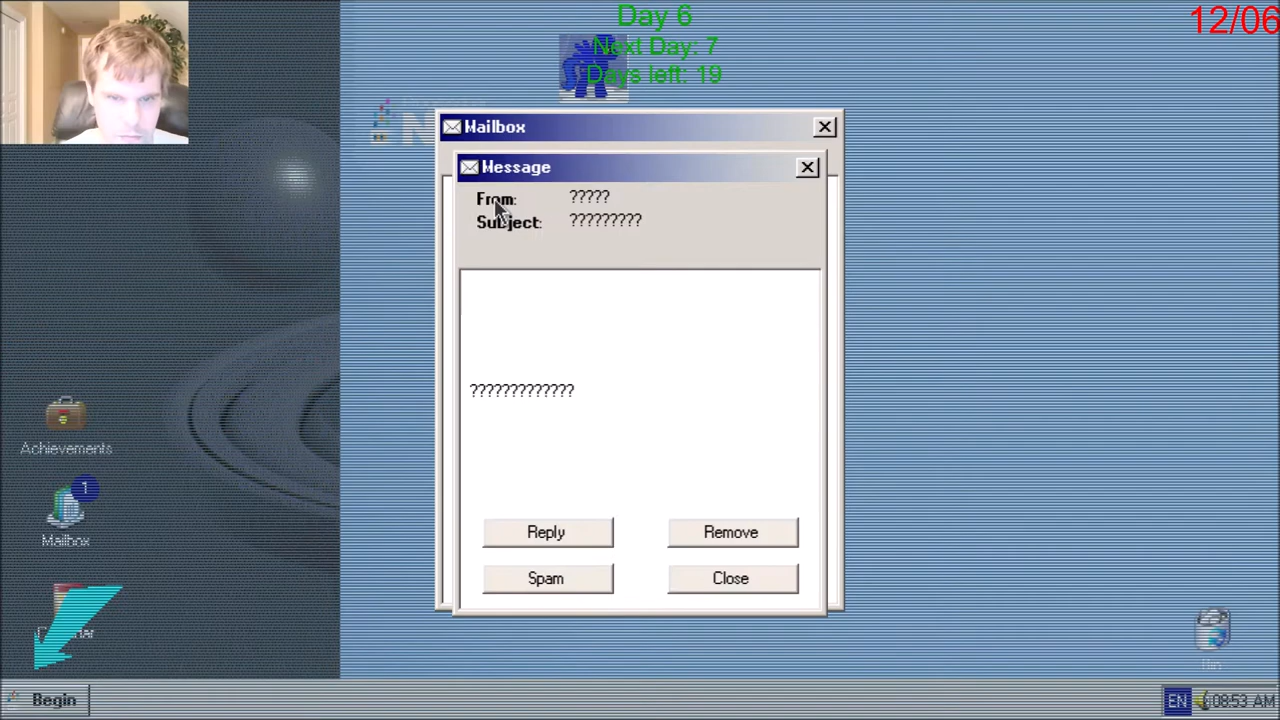 Day 6
12/06
Next Day: 7
Days left: 19
Mailbox
Message
From: ?????
Subject: ?????????
?????????????
Reply
Remove
Spam
Close
Achievements
1
Mailbox
Bin
Begin
EN
08:53 AM